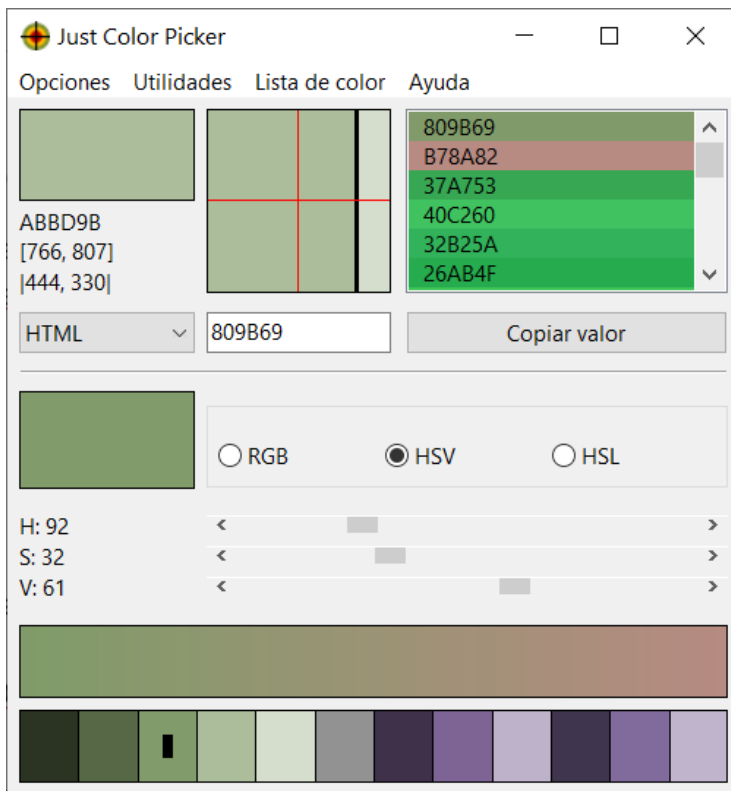 Just Color Picker
Opciones Utilidades Lista de color Ayuda
809B69
B78A82
37A753
40C260
32B25A
26AB4F
ABBD9B
[766, 807]
|444, 330|
HTML 809B69 Copiar valor
RGB HSV HSL
H: 92
S: 32
V: 61